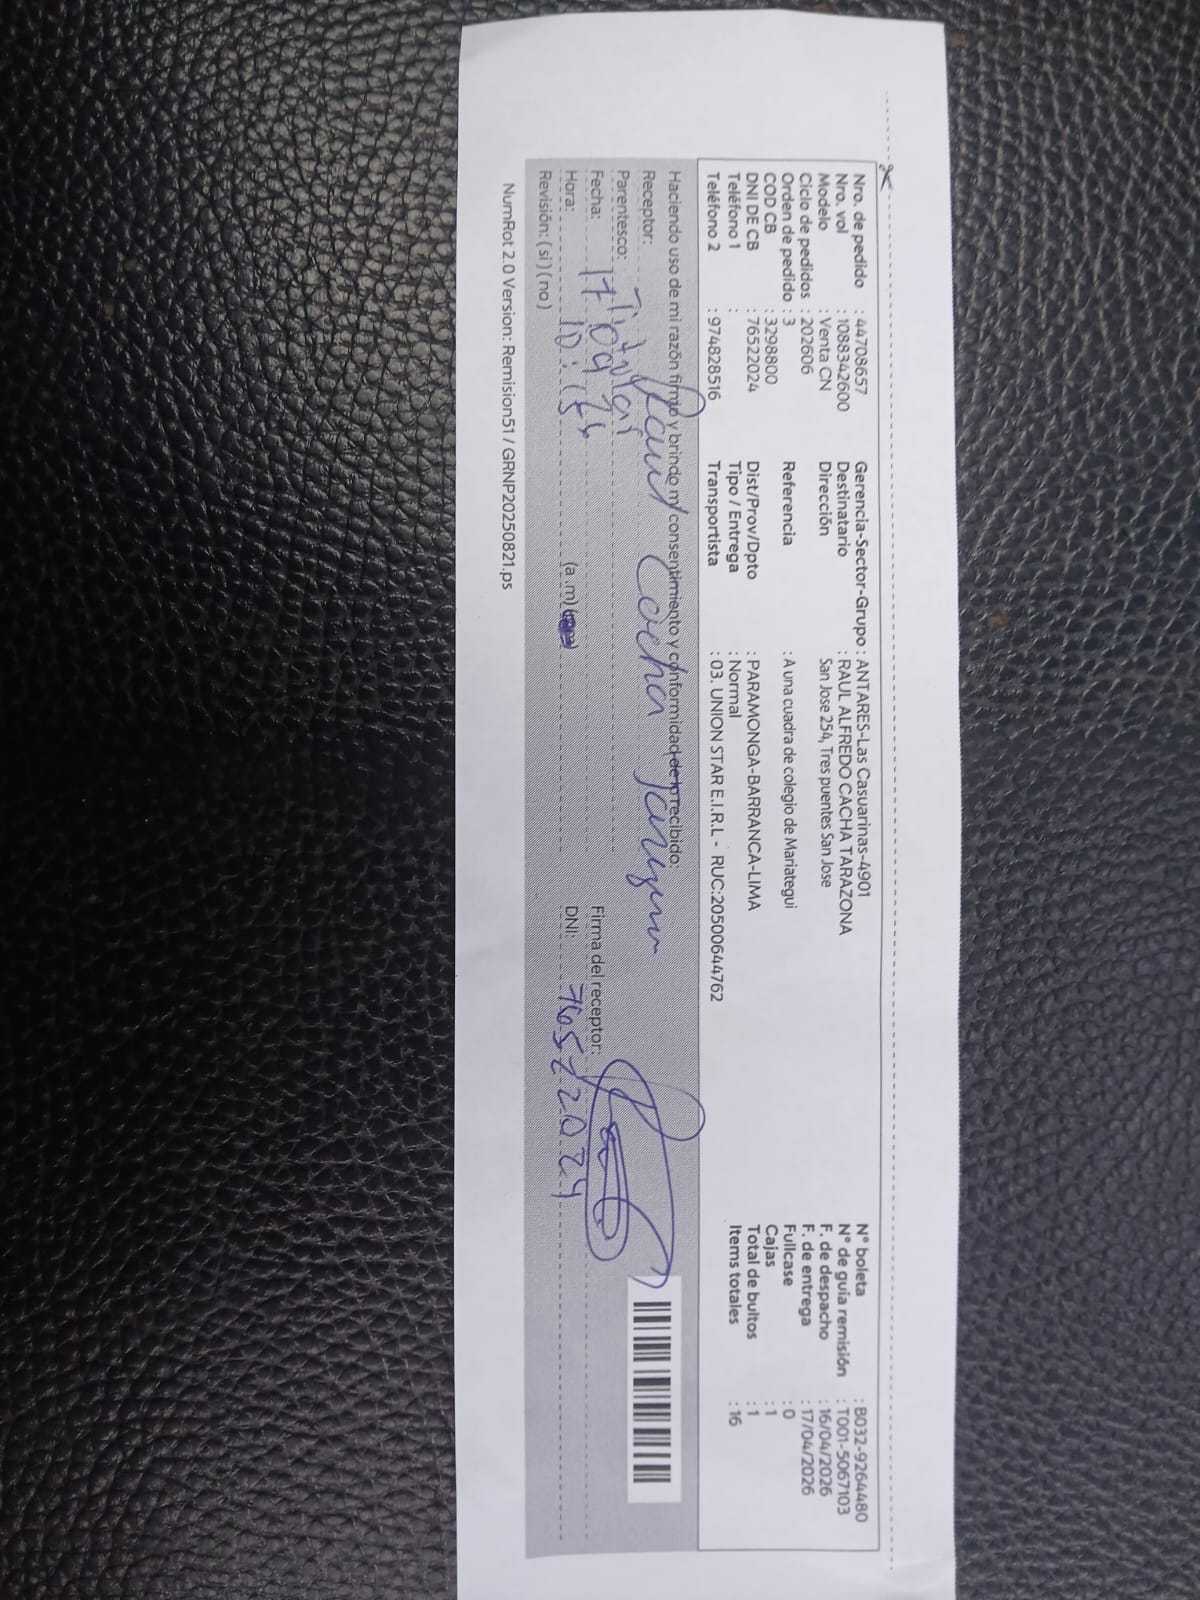 Nro. de pedido : 44708657 Gerencia-Sector-Grupo : ANTARES-Las Casuarinas-4901 N° boleta : B032-9264480
Nro. vol : 1088342600 Destinatario : RAUL ALFREDO CACHA TARAZONA N° de guia remisión : T001-5067103
Modelo : Venta CN Dirección San Jose 254, Tres puentes San Jose F. de despacho : 16/04/2026
Ciclo de pedidos : 202606 F. de entrega : 17/04/2026
Orden de pedido : 3 Referencia : A una cuadra de colegio de Mariategui Fullcase : 0
COD CB : 3298800 Cajas : 1
DNI DE CB : 76522024 Dist/Prov/Dpto : PARAMONGA-BARRANCA-LIMA Total de bultos : 1
Teléfono 1 : Tipo / Entrega : Normal Items totales : 16
Teléfono 2 : 974828516 Transportista : 03. UNION STAR E.I.R.L - RUC:20500644762
Haciendo uso de mi razón firmo y brindo mi consentimiento y conformidad de lo recibido:
Receptor: Raul Cacha
Parentesco: Titular
Fecha: 17/04/26 Firma del receptor:
Hora: 10:15 (a.m) DNI: 76522024
Revisión: ( si ) ( no )
NumRot 2.0 Version: Remision51 / GRNP20250821.ps